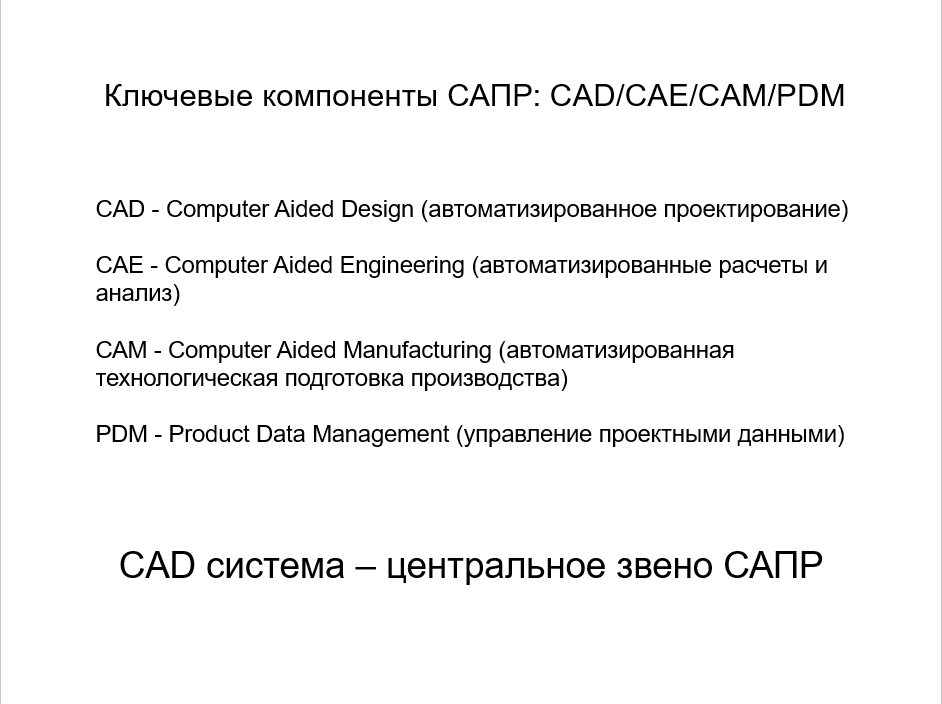 Ключевые компоненты САПР: CAD/CAE/CAM/PDM
CAD - Computer Aided Design (автоматизированное проектирование)
CAE - Computer Aided Engineering (автоматизированные расчеты и
анализ)
CAM - Computer Aided Manufacturing (автоматизированная
технологическая подготовка производства)
PDM - Product Data Management (управление проектными данными)
CAD система – центральное звено САПР